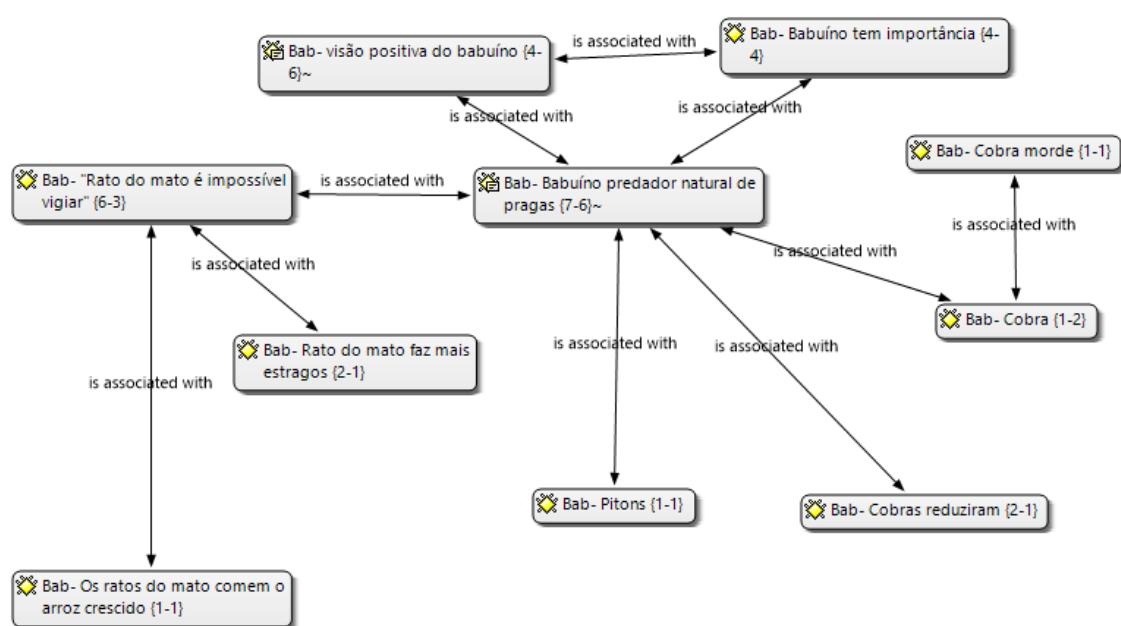 Bab- visão positiva do babuíno {4-
6}~
is associated with
Bab- Babuíno tem importância {4-
4}
is associated with
is associated with
Bab- Cobra morde {1-1}
Bab- "Rato do mato é impossível
vigiar" {6-3}
is associated with
Bab- Babuíno predador natural de
pragas {7-6}~
is associated with
is associated with
is associated with
Bab- Cobra {1-2}
Bab- Rato do mato faz mais
estragos {2-1}
is associated with
is associated with
is associated with
Bab- Pitons {1-1}
Bab- Cobras reduziram {2-1}
Bab- Os ratos do mato comem o
arroz crescido {1-1}